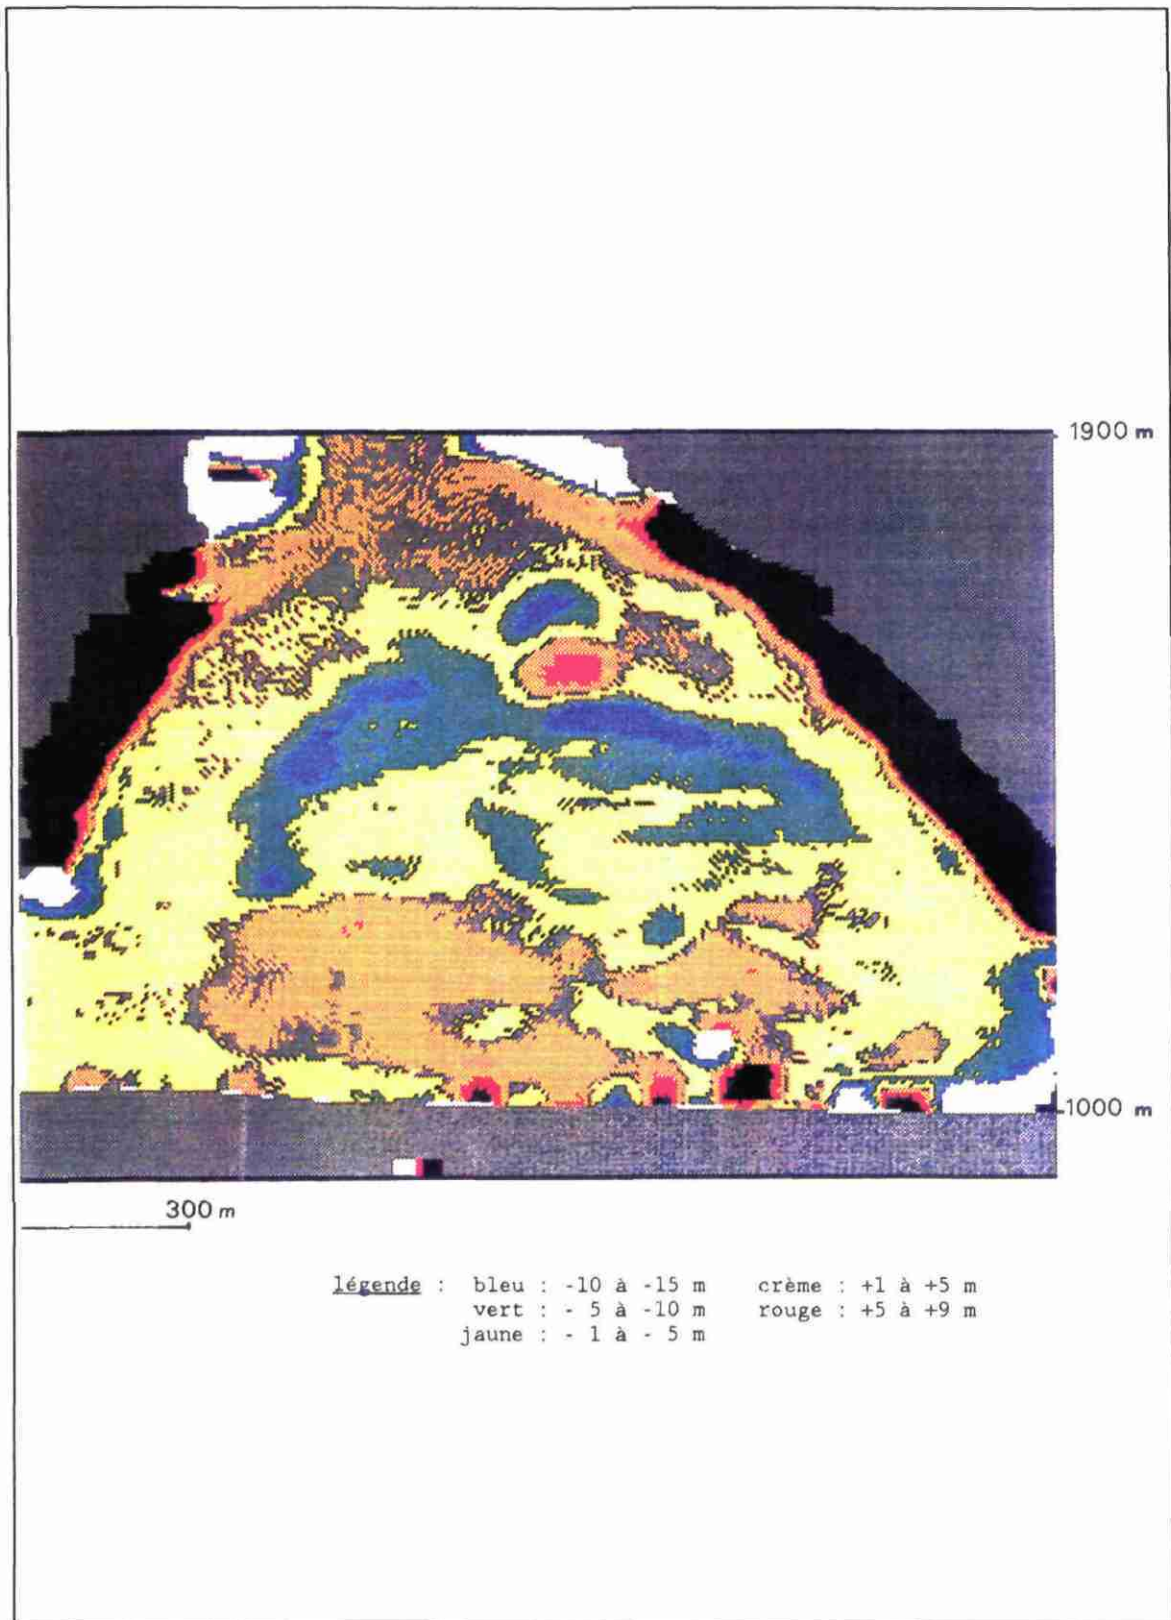 1900 m
1000 m
300 m
légende : bleu : -10 à -15 m crème : +1 à +5 m
vert : - 5 à -10 m rouge : +5 à +9 m
jaune : - 1 à - 5 m